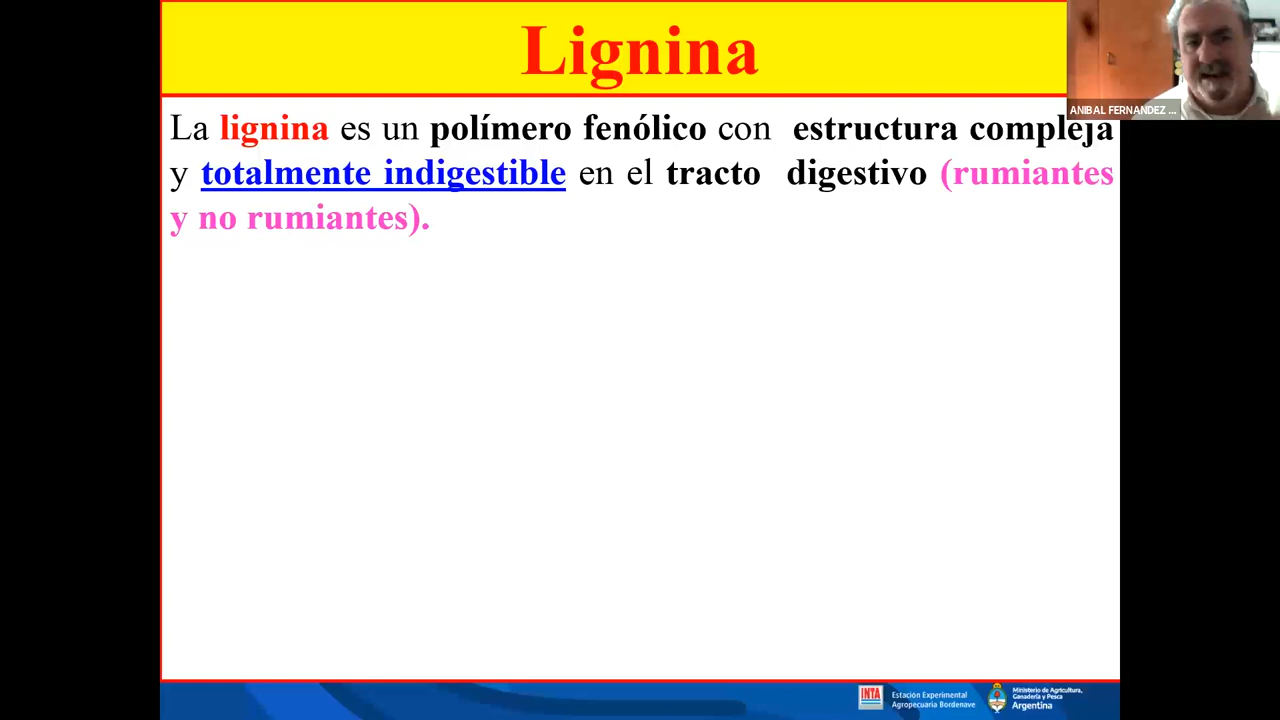 Lignina
ANIBAL FERNANDEZ ...
La lignina es un polímero fenólico con estructura compleja
y totalmente indigestible en el tracto digestivo (rumiantes
y no rumiantes).
INTA
Estación Experimental
Agropecuaria Bordenave
Ministerio de Agricultura,
Ganadería y Pesca
Argentina